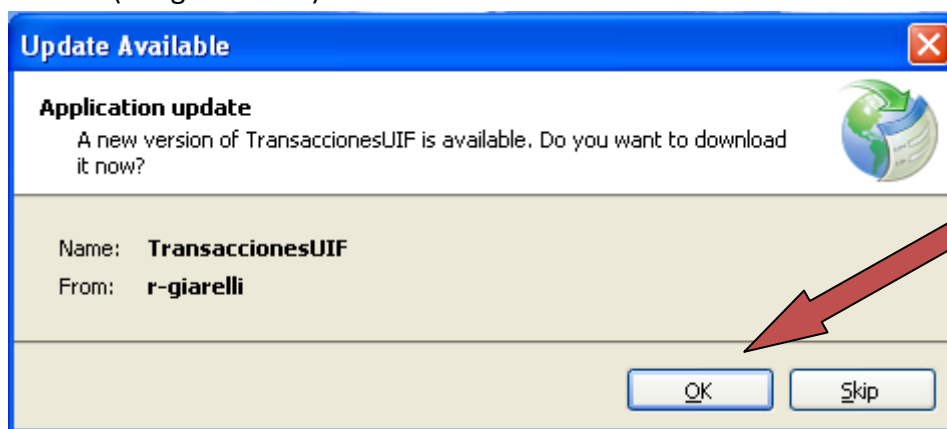 Update Available
Application update
A new version of TransaccionesUIF is available. Do you want to download
it now?
Name: TransaccionesUIF
From: r-giarelli
OK Skip